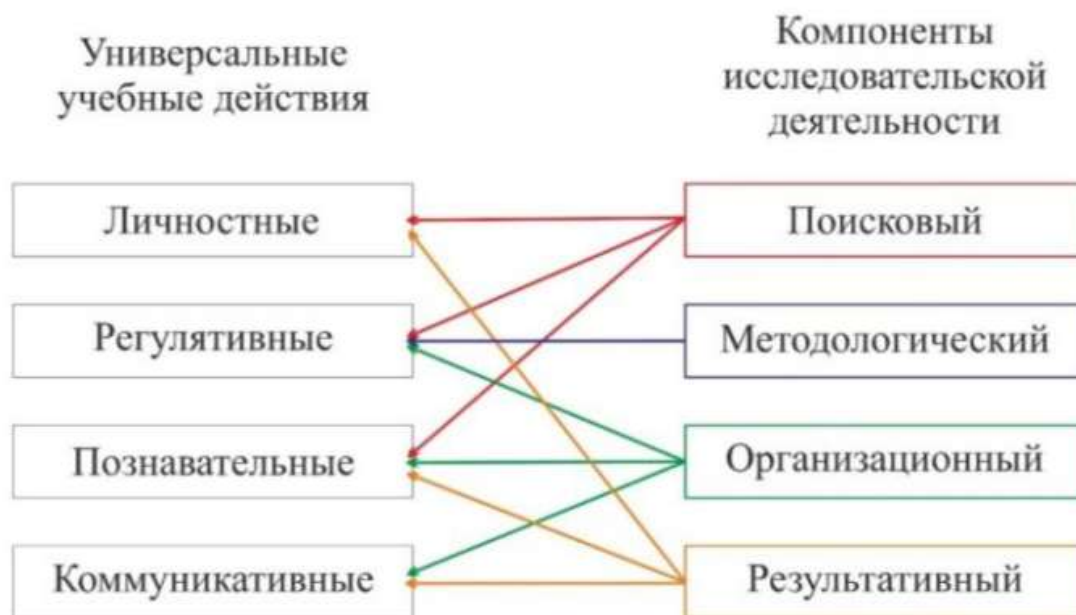 Универсальные
учебные действия
Компоненты
исследовательской
деятельности
Личностные
Поисковый
Регулятивные
Методологический
Познавательные
Организационный
Коммуникативные
Результативный